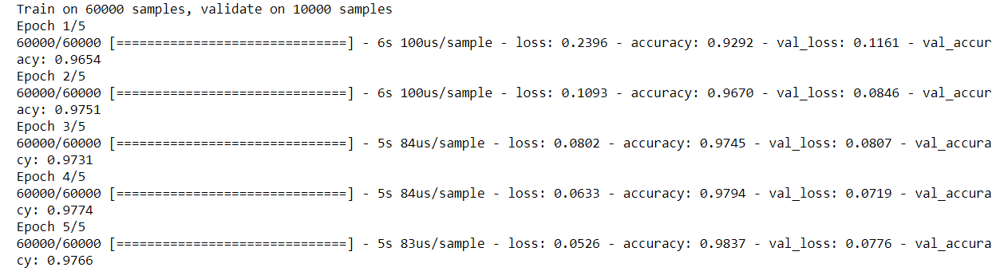 Train on 60000 samples, validate on 10000 samples
Epoch 1/5
60000/60000 [==============================] - 6s 100us/sample - loss: 0.2396 - accuracy: 0.9292 - val_loss: 0.1161 - val_accur
acy: 0.9654
Epoch 2/5
60000/60000 [==============================] - 6s 100us/sample - loss: 0.1093 - accuracy: 0.9670 - val_loss: 0.0846 - val_accur
acy: 0.9751
Epoch 3/5
60000/60000 [==============================] - 5s 84us/sample - loss: 0.0802 - accuracy: 0.9745 - val_loss: 0.0807 - val_accura
cy: 0.9731
Epoch 4/5
60000/60000 [==============================] - 5s 84us/sample - loss: 0.0633 - accuracy: 0.9794 - val_loss: 0.0719 - val_accura
cy: 0.9774
Epoch 5/5
60000/60000 [==============================] - 5s 83us/sample - loss: 0.0526 - accuracy: 0.9837 - val_loss: 0.0776 - val_accura
cy: 0.9766